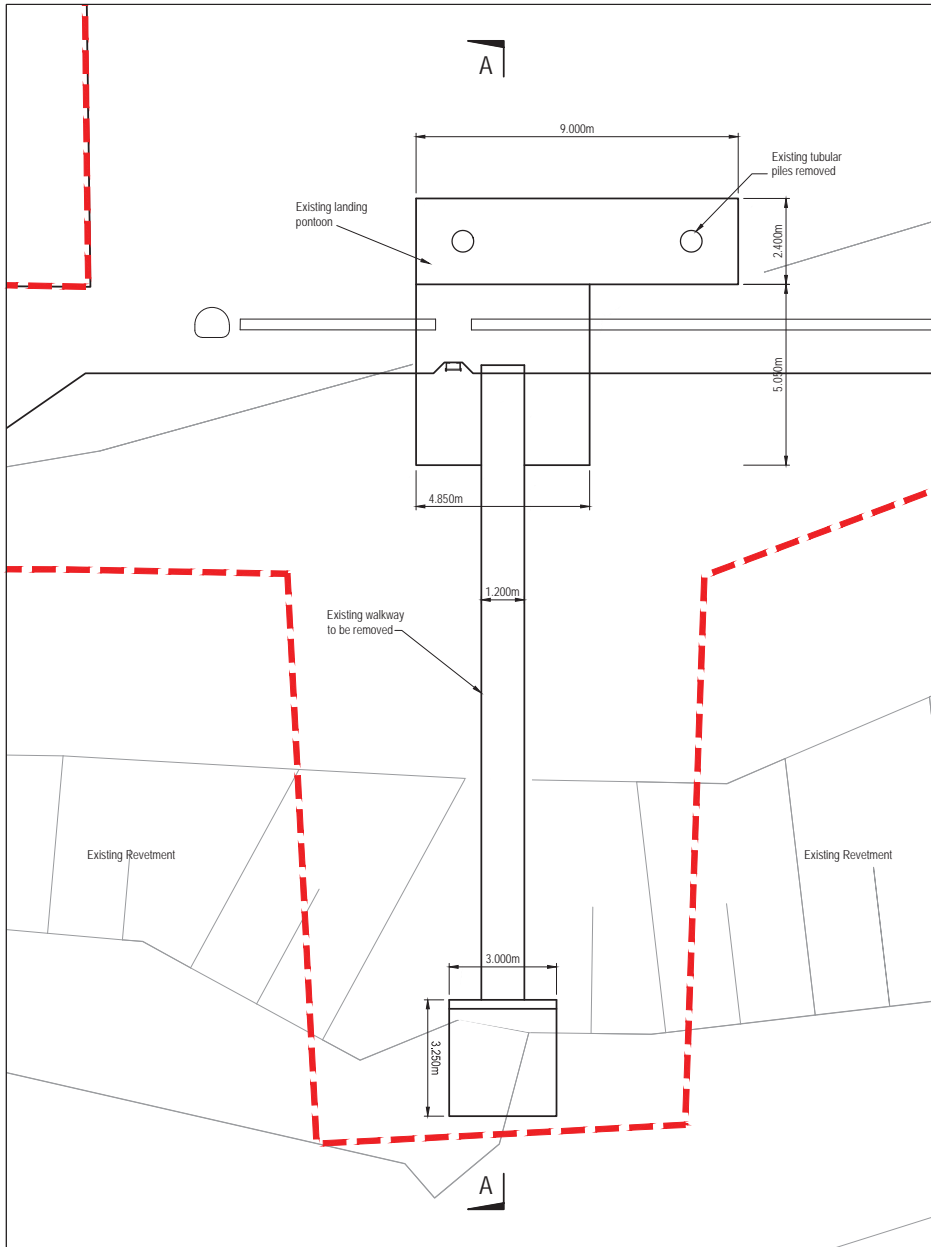 A
9.000m
Existing tubular
piles removed
Existing landing
pontoon
2.400m
5.050m
4.850m
1.200m
Existing walkway
to be removed
Existing Revetment
Existing Revetment
3.000m
3.250m
A